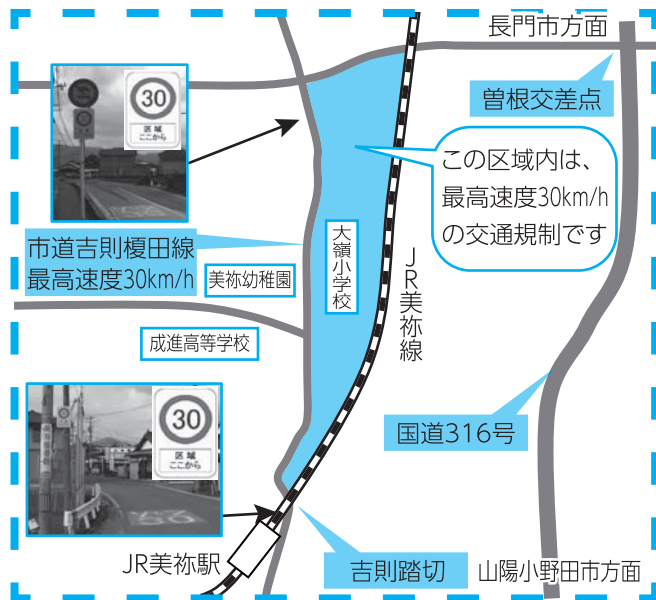 長門市方面
曽根交差点
30
区域
ここから
この区域内は、
最高速度30km/h
の交通規制です
市道吉則榎田線
最高速度30km/h
大嶺小学校
美祢幼稚園
JR美祢線
成進高等学校
30
区域
ここから
国道316号
JR美祢駅
吉則踏切
山陽小野田市方面